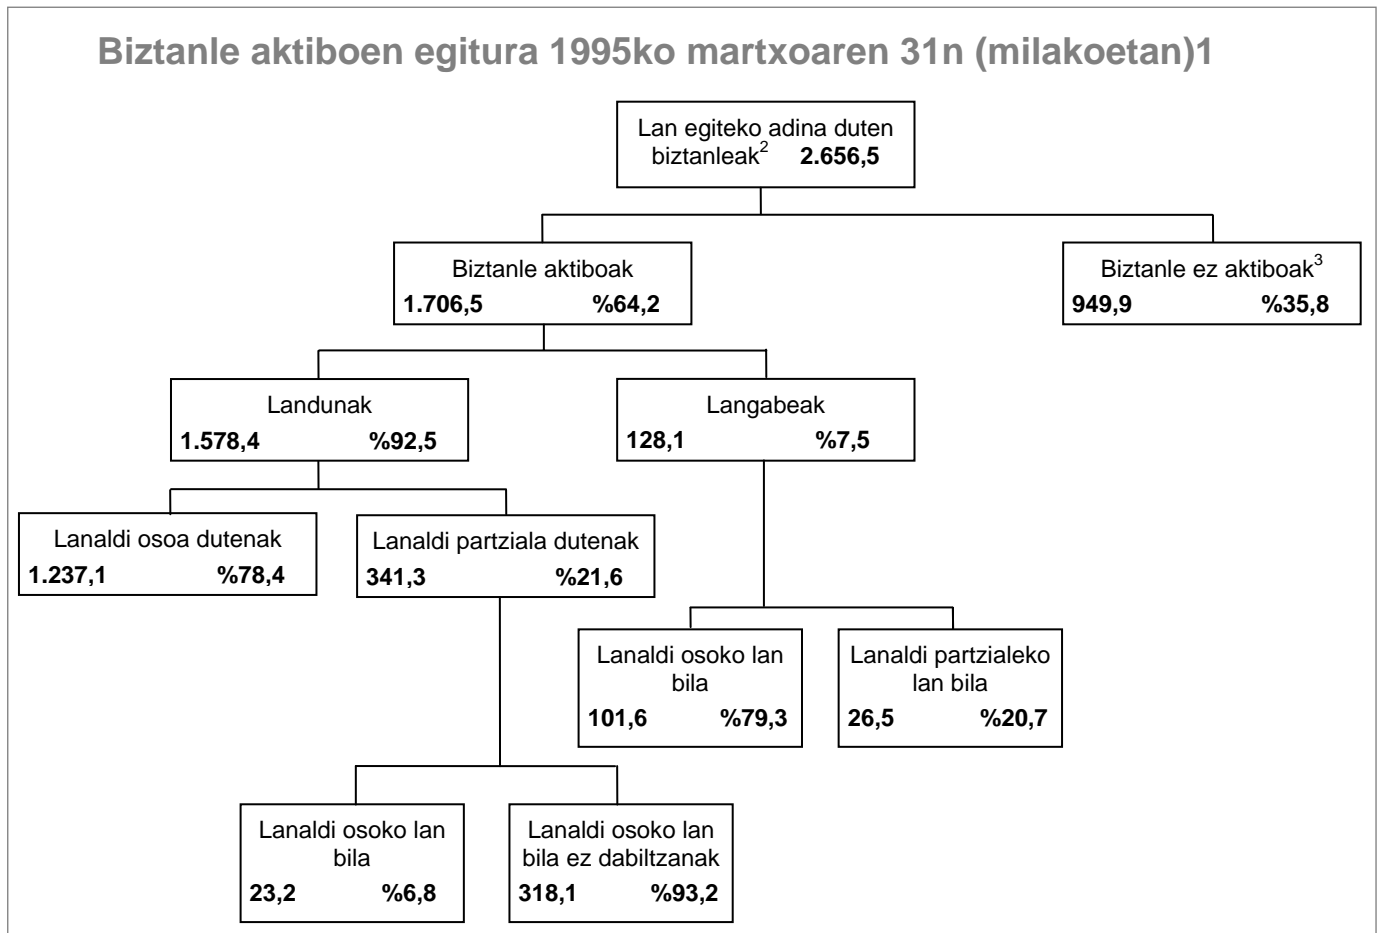 Biztanle aktiboen egitura 1995ko martxoaren 31n (milakoetan)1
Lan egiteko adina duten
biztanleak² 2.656,5
Biztanle aktiboak
1.706,5 %64,2
Biztanle ez aktiboak³
949,9 %35,8
Landunak
1.578,4 %92,5
Langabeak
128,1 %7,5
Lanaldi osoa dutenak
1.237,1 %78,4
Lanaldi partziala dutenak
341,3 %21,6
Lanaldi osoko lan
bila
101,6 %79,3
Lanaldi partzialeko
lan bila
26,5 %20,7
Lanaldi osoko lan
bila
23,2 %6,8
Lanaldi osoko lan
bila ez dabiltzanak
318,1 %93,2